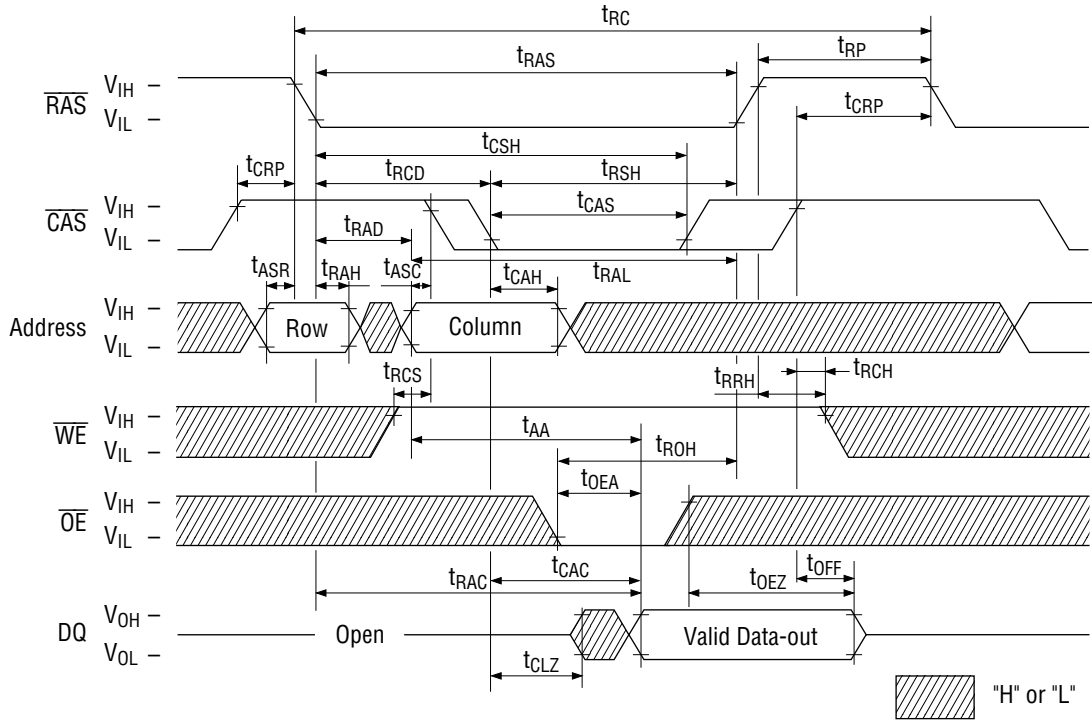 tRC
tRP
tRAS
RAS
VIH –
VIL –
tCRP
tCSH
tCRP
tRCD
tRSH
CAS
VIH –
VIL –
tCAS
tRAD
tRAL
tASR
tRAH
tASC
tCAH
Address
VIH –
VIL –
Row
Column
tRCS
tRRH
tRCH
WE
VIH –
VIL –
tAA
tROH
tOEA
OE
VIH –
VIL –
tCAC
tOFF
tRAC
tOEZ
DQ
VOH –
VOL –
Open
Valid Data-out
tCLZ
"H" or "L"